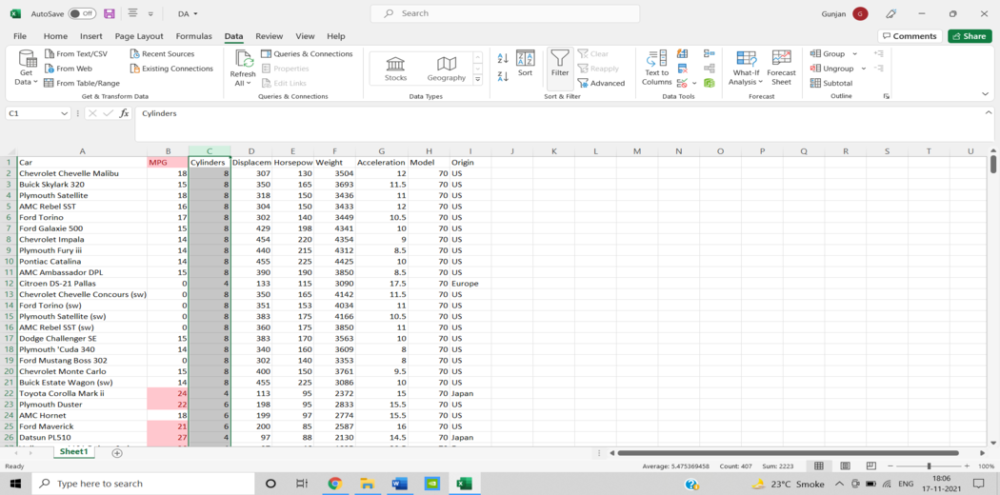 AutoSave Off DA Search Gunjan
File Home Insert Page Layout Formulas Data Review View Help Comments Share
Get Data From Text/CSV From Web From Table/Range Recent Sources Existing Connections
Get & Transform Data
Refresh All Queries & Connections Properties Edit Links
Queries & Connections
Stocks Geography
Data Types
Sort Filter Clear Reapply Advanced
Sort & Filter
Text to Columns
Data Tools
What-If Analysis Forecast Sheet
Forecast
Group Ungroup Subtotal
Outline
C1 fx Cylinders
A B C D E F G H I J K L M N O P Q R S T U
1 Car MPG Cylinders Displacem Horsepow Weight Acceleration Model Origin
2 Chevrolet Chevelle Malibu 18 8 307 130 3504 12 70 US
3 Buick Skylark 320 15 8 350 165 3693 11.5 70 US
4 Plymouth Satellite 18 8 318 150 3436 11 70 US
5 AMC Rebel SST 16 8 304 150 3433 12 70 US
6 Ford Torino 17 8 302 140 3449 10.5 70 US
7 Ford Galaxie 500 15 8 429 198 4341 10 70 US
8 Chevrolet Impala 14 8 454 220 4354 9 70 US
9 Plymouth Fury iii 14 8 440 215 4312 8.5 70 US
10 Pontiac Catalina 14 8 455 225 4425 10 70 US
11 AMC Ambassador DPL 15 8 390 190 3850 8.5 70 US
12 Citroen DS-21 Pallas 0 4 133 115 3090 17.5 70 Europe
13 Chevrolet Chevelle Concours (sw) 0 8 350 165 4142 11.5 70 US
14 Ford Torino (sw) 0 8 351 153 4034 11 70 US
15 Plymouth Satellite (sw) 0 8 383 175 4166 10.5 70 US
16 AMC Rebel SST (sw) 0 8 360 175 3850 11 70 US
17 Dodge Challenger SE 15 8 383 170 3563 10 70 US
18 Plymouth 'Cuda 340 14 8 340 160 3609 8 70 US
19 Ford Mustang Boss 302 0 8 302 140 3353 8 70 US
20 Chevrolet Monte Carlo 15 8 400 150 3761 9.5 70 US
21 Buick Estate Wagon (sw) 14 8 455 225 3086 10 70 US
22 Toyota Corolla Mark ii 24 4 113 95 2372 15 70 Japan
23 Plymouth Duster 22 6 198 95 2833 15.5 70 US
24 AMC Hornet 18 6 199 97 2774 15.5 70 US
25 Ford Maverick 21 6 200 85 2587 16 70 US
26 Datsun PL510 27 4 97 88 2130 14.5 70 Japan
Sheet1
Ready Average: 5.475369458 Count: 407 Sum: 2223 100%
Type here to search 23°C Smoke ENG 18:06
17-11-2021